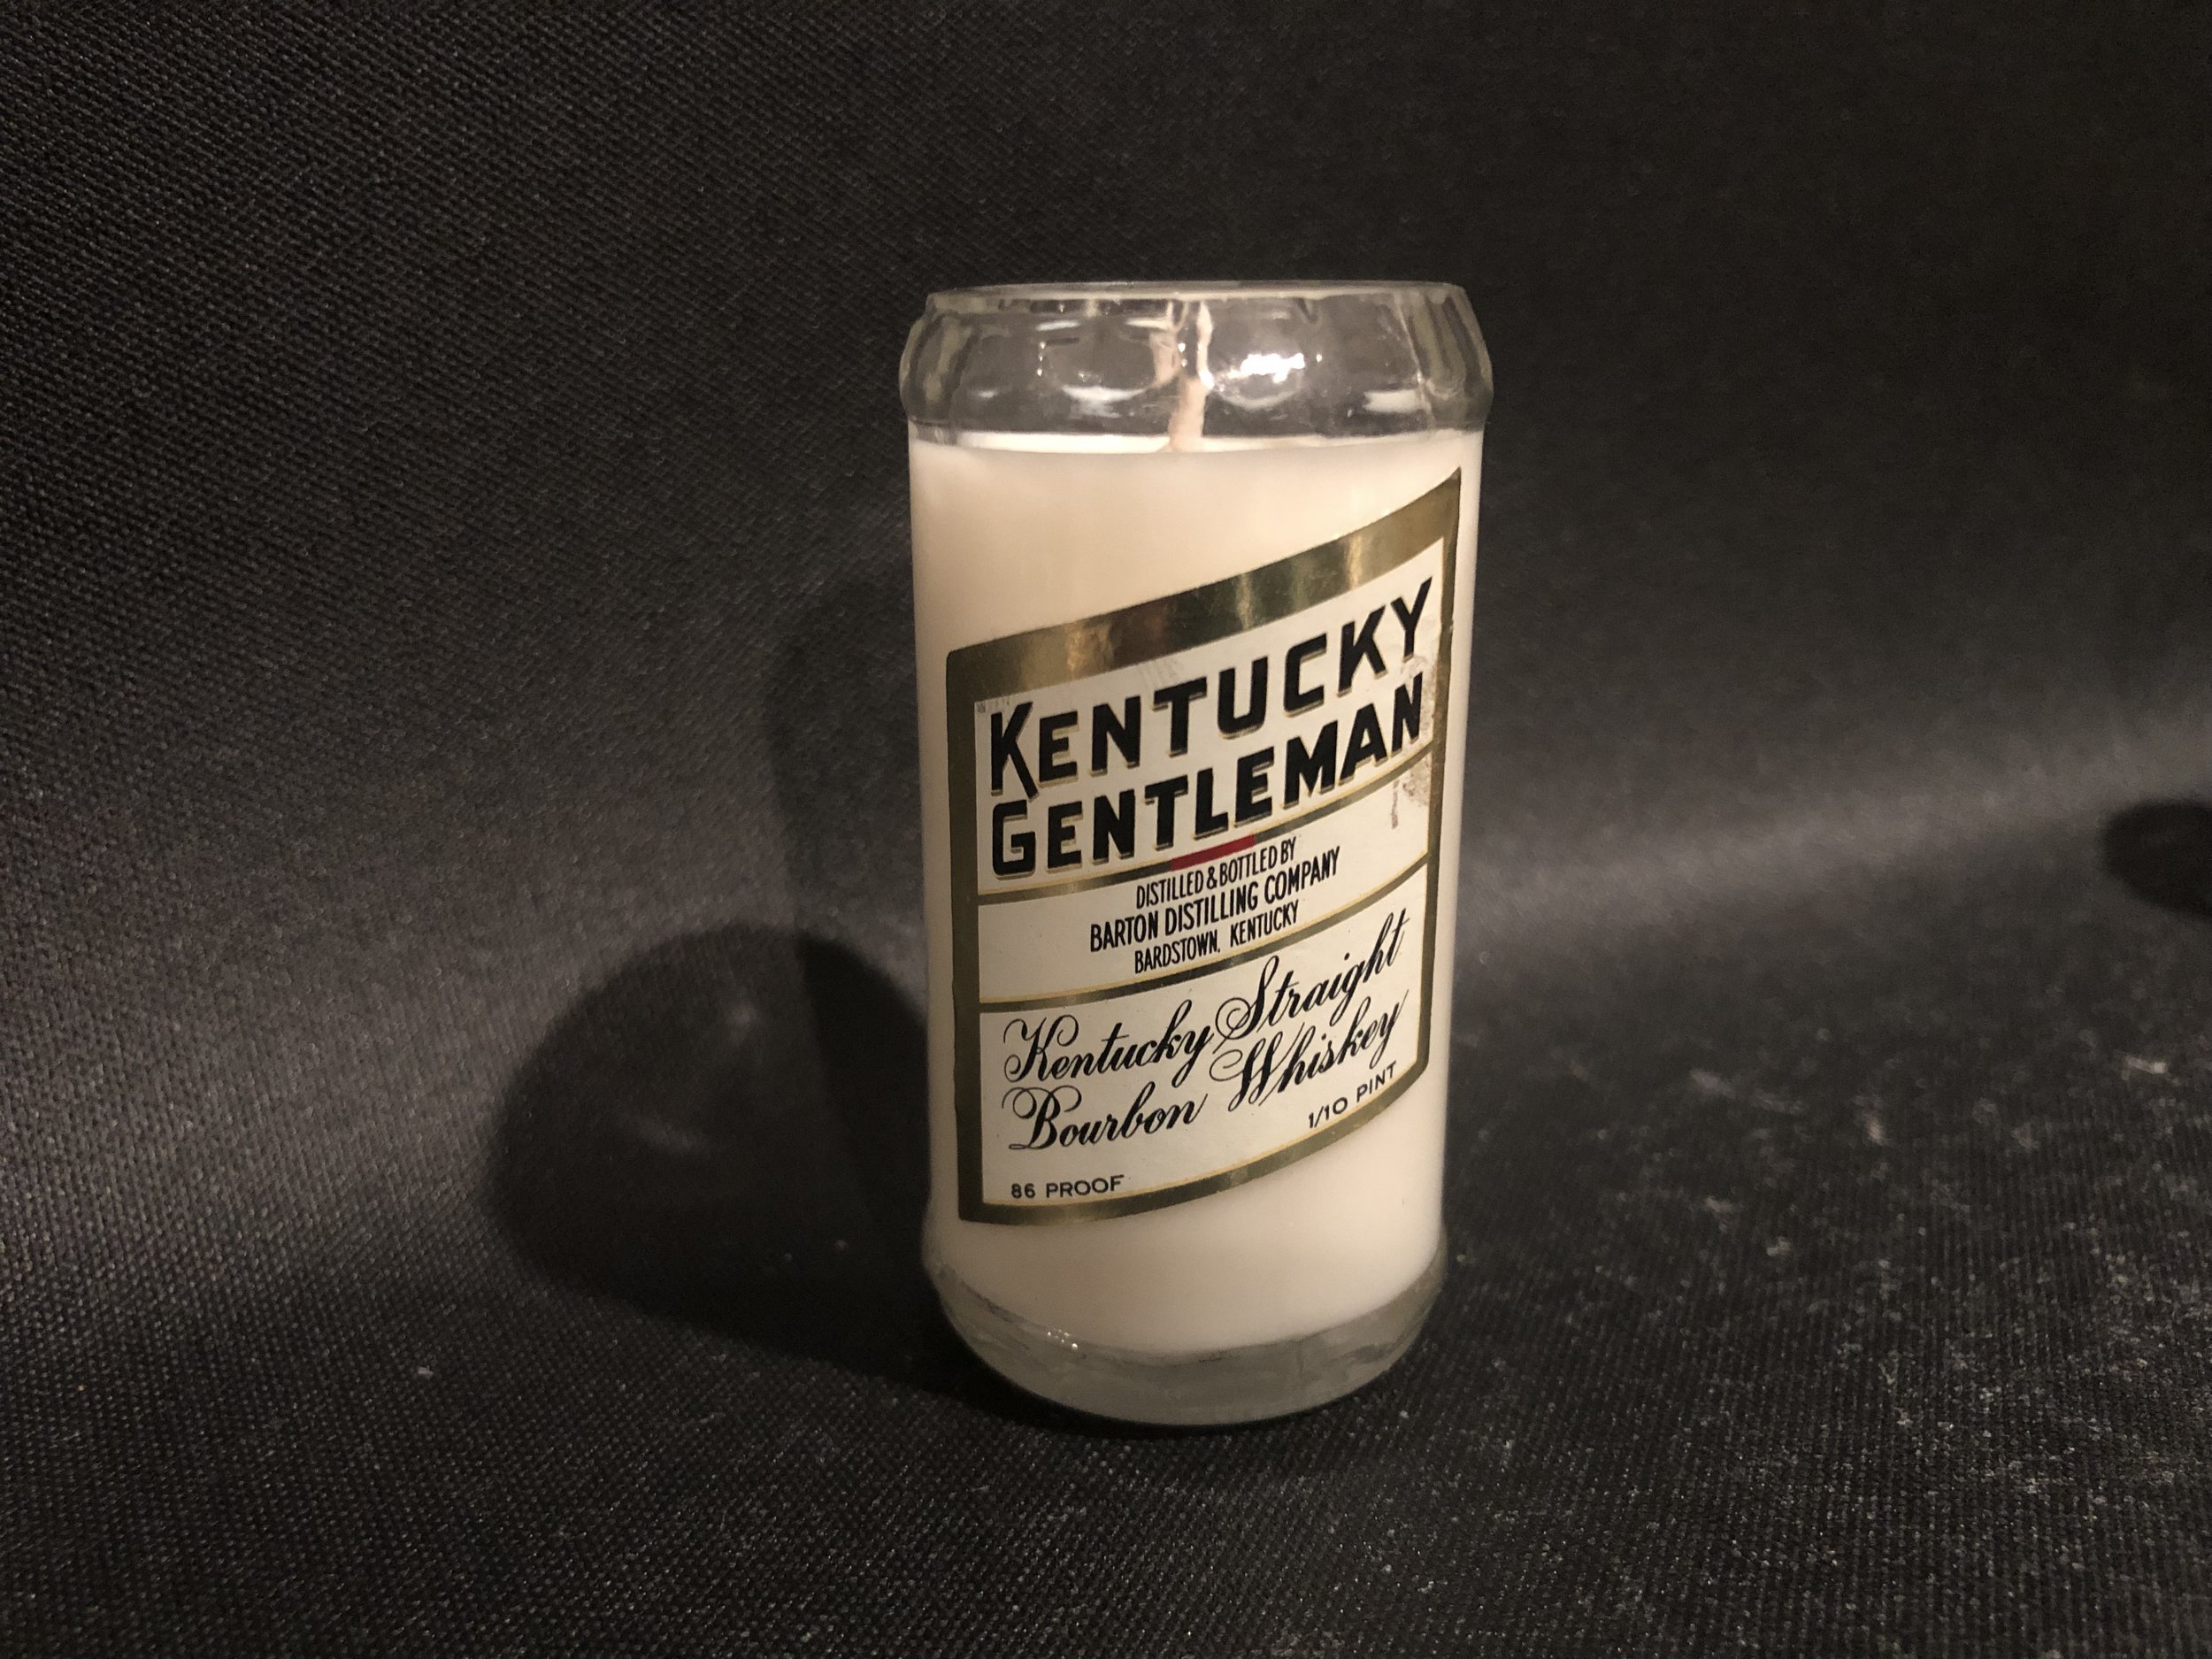 KENTUCKY
GENTLEMAN
DISTILLED & BOTTLED BY
BARTON DISTILLING COMPANY
BARDSTOWN, KENTUCKY
Kentucky Straight
Bourbon Whiskey
1/10 PINT
86 PROOF